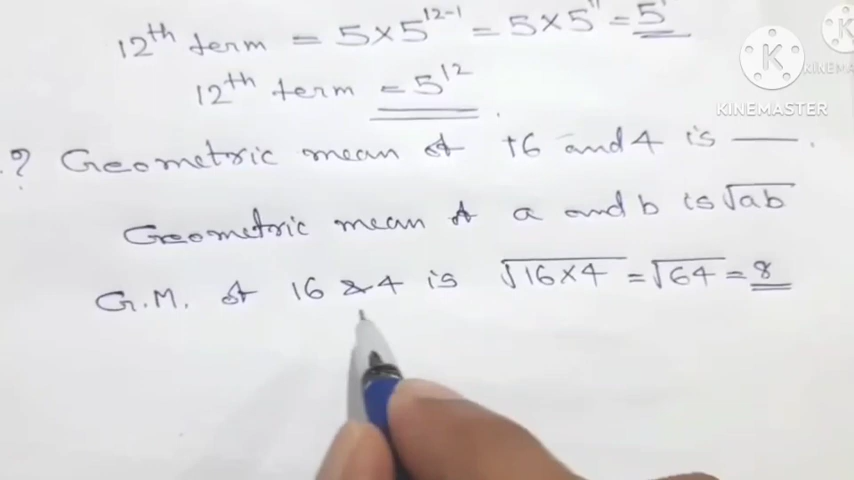 12th term = 5×5^12-1 = 5×5^11 = 5
12th term = 5^12
? Geometric mean of 16 and 4 is —— .
Geometric mean of a and b is √ab
G.M. of 16 & 4 is √16×4 = √64 = 8
KINEMASTER
KINEMASTER